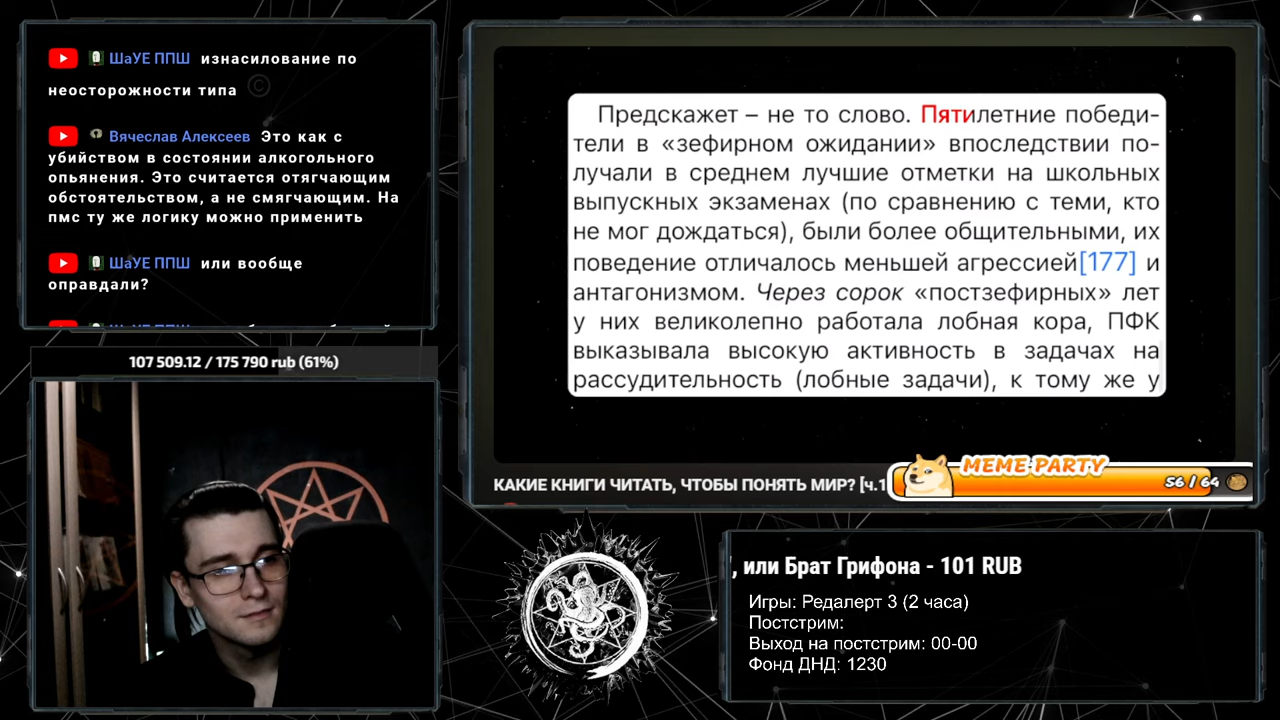 ШаУЕ ППШ изнасилование по
неосторожности типа
Вячеслав Алексеев Это как с
убийством в состоянии алкогольного
опьянения. Это считается отягчающим
обстоятельством, а не смягчающим. На
пмс ту же логику можно применить
ШаУЕ ППШ или вообще
оправдали?
107 509.12 / 175 790 rub (61%)
Предскажет – не то слово. Пятилетние победи-
тели в «зефирном ожидании» впоследствии по-
лучали в среднем лучшие отметки на школьных
выпускных экзаменах (по сравнению с теми, кто
не мог дождаться), были более общительными, их
поведение отличалось меньшей агрессией[177] и
антагонизмом. Через сорок «постзефирных» лет
у них великолепно работала лобная кора, ПФК
выказывала высокую активность в задачах на
рассудительность (лобные задачи), к тому же у
MEME PARTY
56 / 64
КАКИЕ КНИГИ ЧИТАТЬ, ЧТОБЫ ПОНЯТЬ МИР? [ч.1
, или Брат Грифона - 101 RUB
Игры: Редалерт 3 (2 часа)
Постстрим:
Выход на постстрим: 00-00
Фонд ДНД: 1230